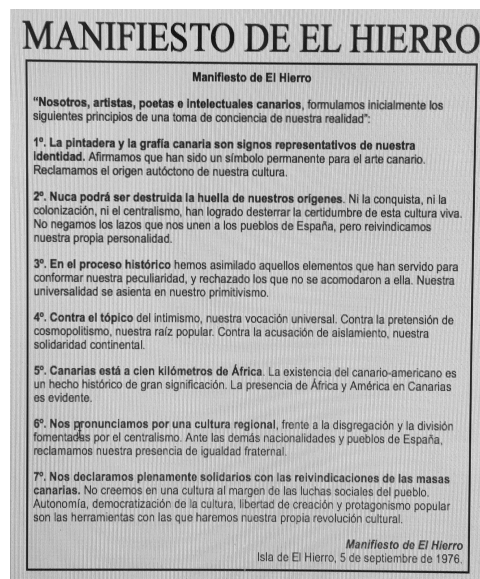 MANIFIESTO DE EL HIERRO
Manifiesto de El Hierro
“Nosotros, artistas, poetas e intelectuales canarios, formulamos inicialmente los
siguientes principios de una toma de conciencia de nuestra realidad”:
1º. La pintadera y la grafía canaria son signos representativos de nuestra
identidad. Afirmamos que han sido un símbolo permanente para el arte canario.
Reclamamos el origen autóctono de nuestra cultura.
2º. Nuca podrá ser destruida la huella de nuestros orígenes. Ni la conquista, ni la
colonización, ni el centralismo, han logrado desterrar la certidumbre de esta cultura viva.
No negamos los lazos que nos unen a los pueblos de España, pero reivindicamos
nuestra propia personalidad.
3º. En el proceso histórico hemos asimilado aquellos elementos que han servido para
conformar nuestra peculiaridad, y rechazado los que no se acomodaron a ella. Nuestra
universalidad se asienta en nuestro primitivismo.
4º. Contra el tópico del intimismo, nuestra vocación universal. Contra la pretensión de
cosmopolitismo, nuestra raíz popular. Contra la acusación de aislamiento, nuestra
solidaridad continental.
5º. Canarias está a cien kilómetros de África. La existencia del canario-americano es
un hecho histórico de gran significación. La presencia de África y América en Canarias
es evidente.
6º. Nos pronunciamos por una cultura regional, frente a la disgregación y la división
fomentadas por el centralismo. Ante las demás nacionalidades y pueblos de España,
reclamamos nuestra presencia de igualdad fraternal.
7º. Nos declaramos plenamente solidarios con las reivindicaciones de las masas
canarias. No creemos en una cultura al margen de las luchas sociales del pueblo.
Autonomía, democratización de la cultura, libertad de creación y protagonismo popular
son las herramientas con las que haremos nuestra propia revolución cultural.
Manifiesto de El Hierro
Isla de El Hierro, 5 de septiembre de 1976.